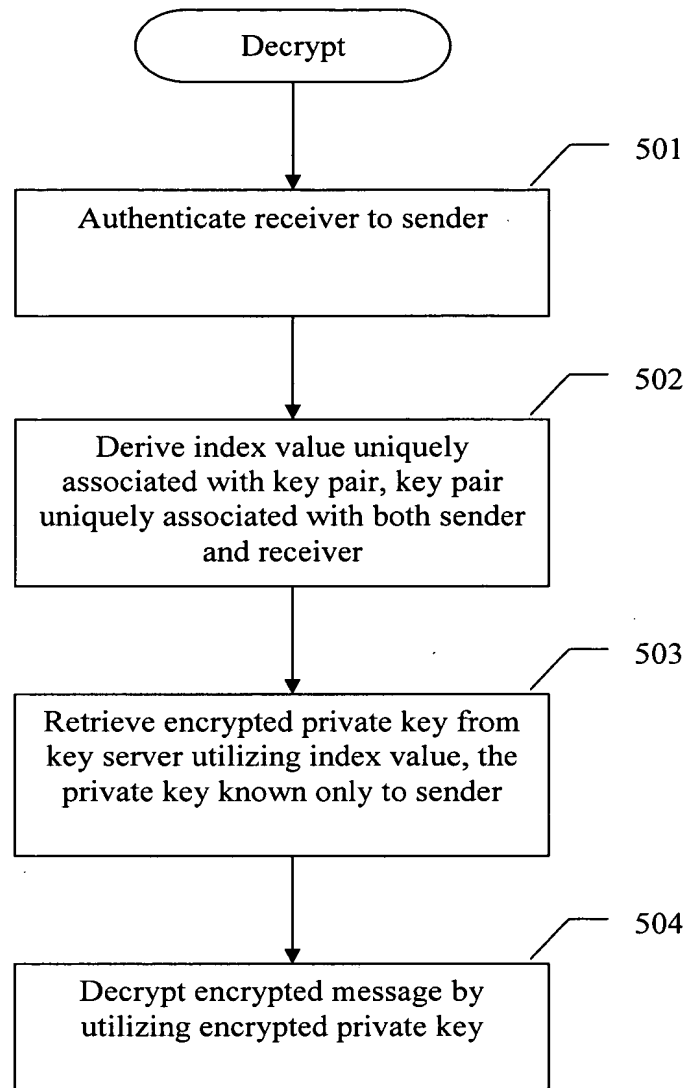 Decrypt
501
Authenticate receiver to sender
502
Derive index value uniquely
associated with key pair, key pair
uniquely associated with both sender
and receiver
503
Retrieve encrypted private key from
key server utilizing index value, the
private key known only to sender
504
Decrypt encrypted message by
utilizing encrypted private key